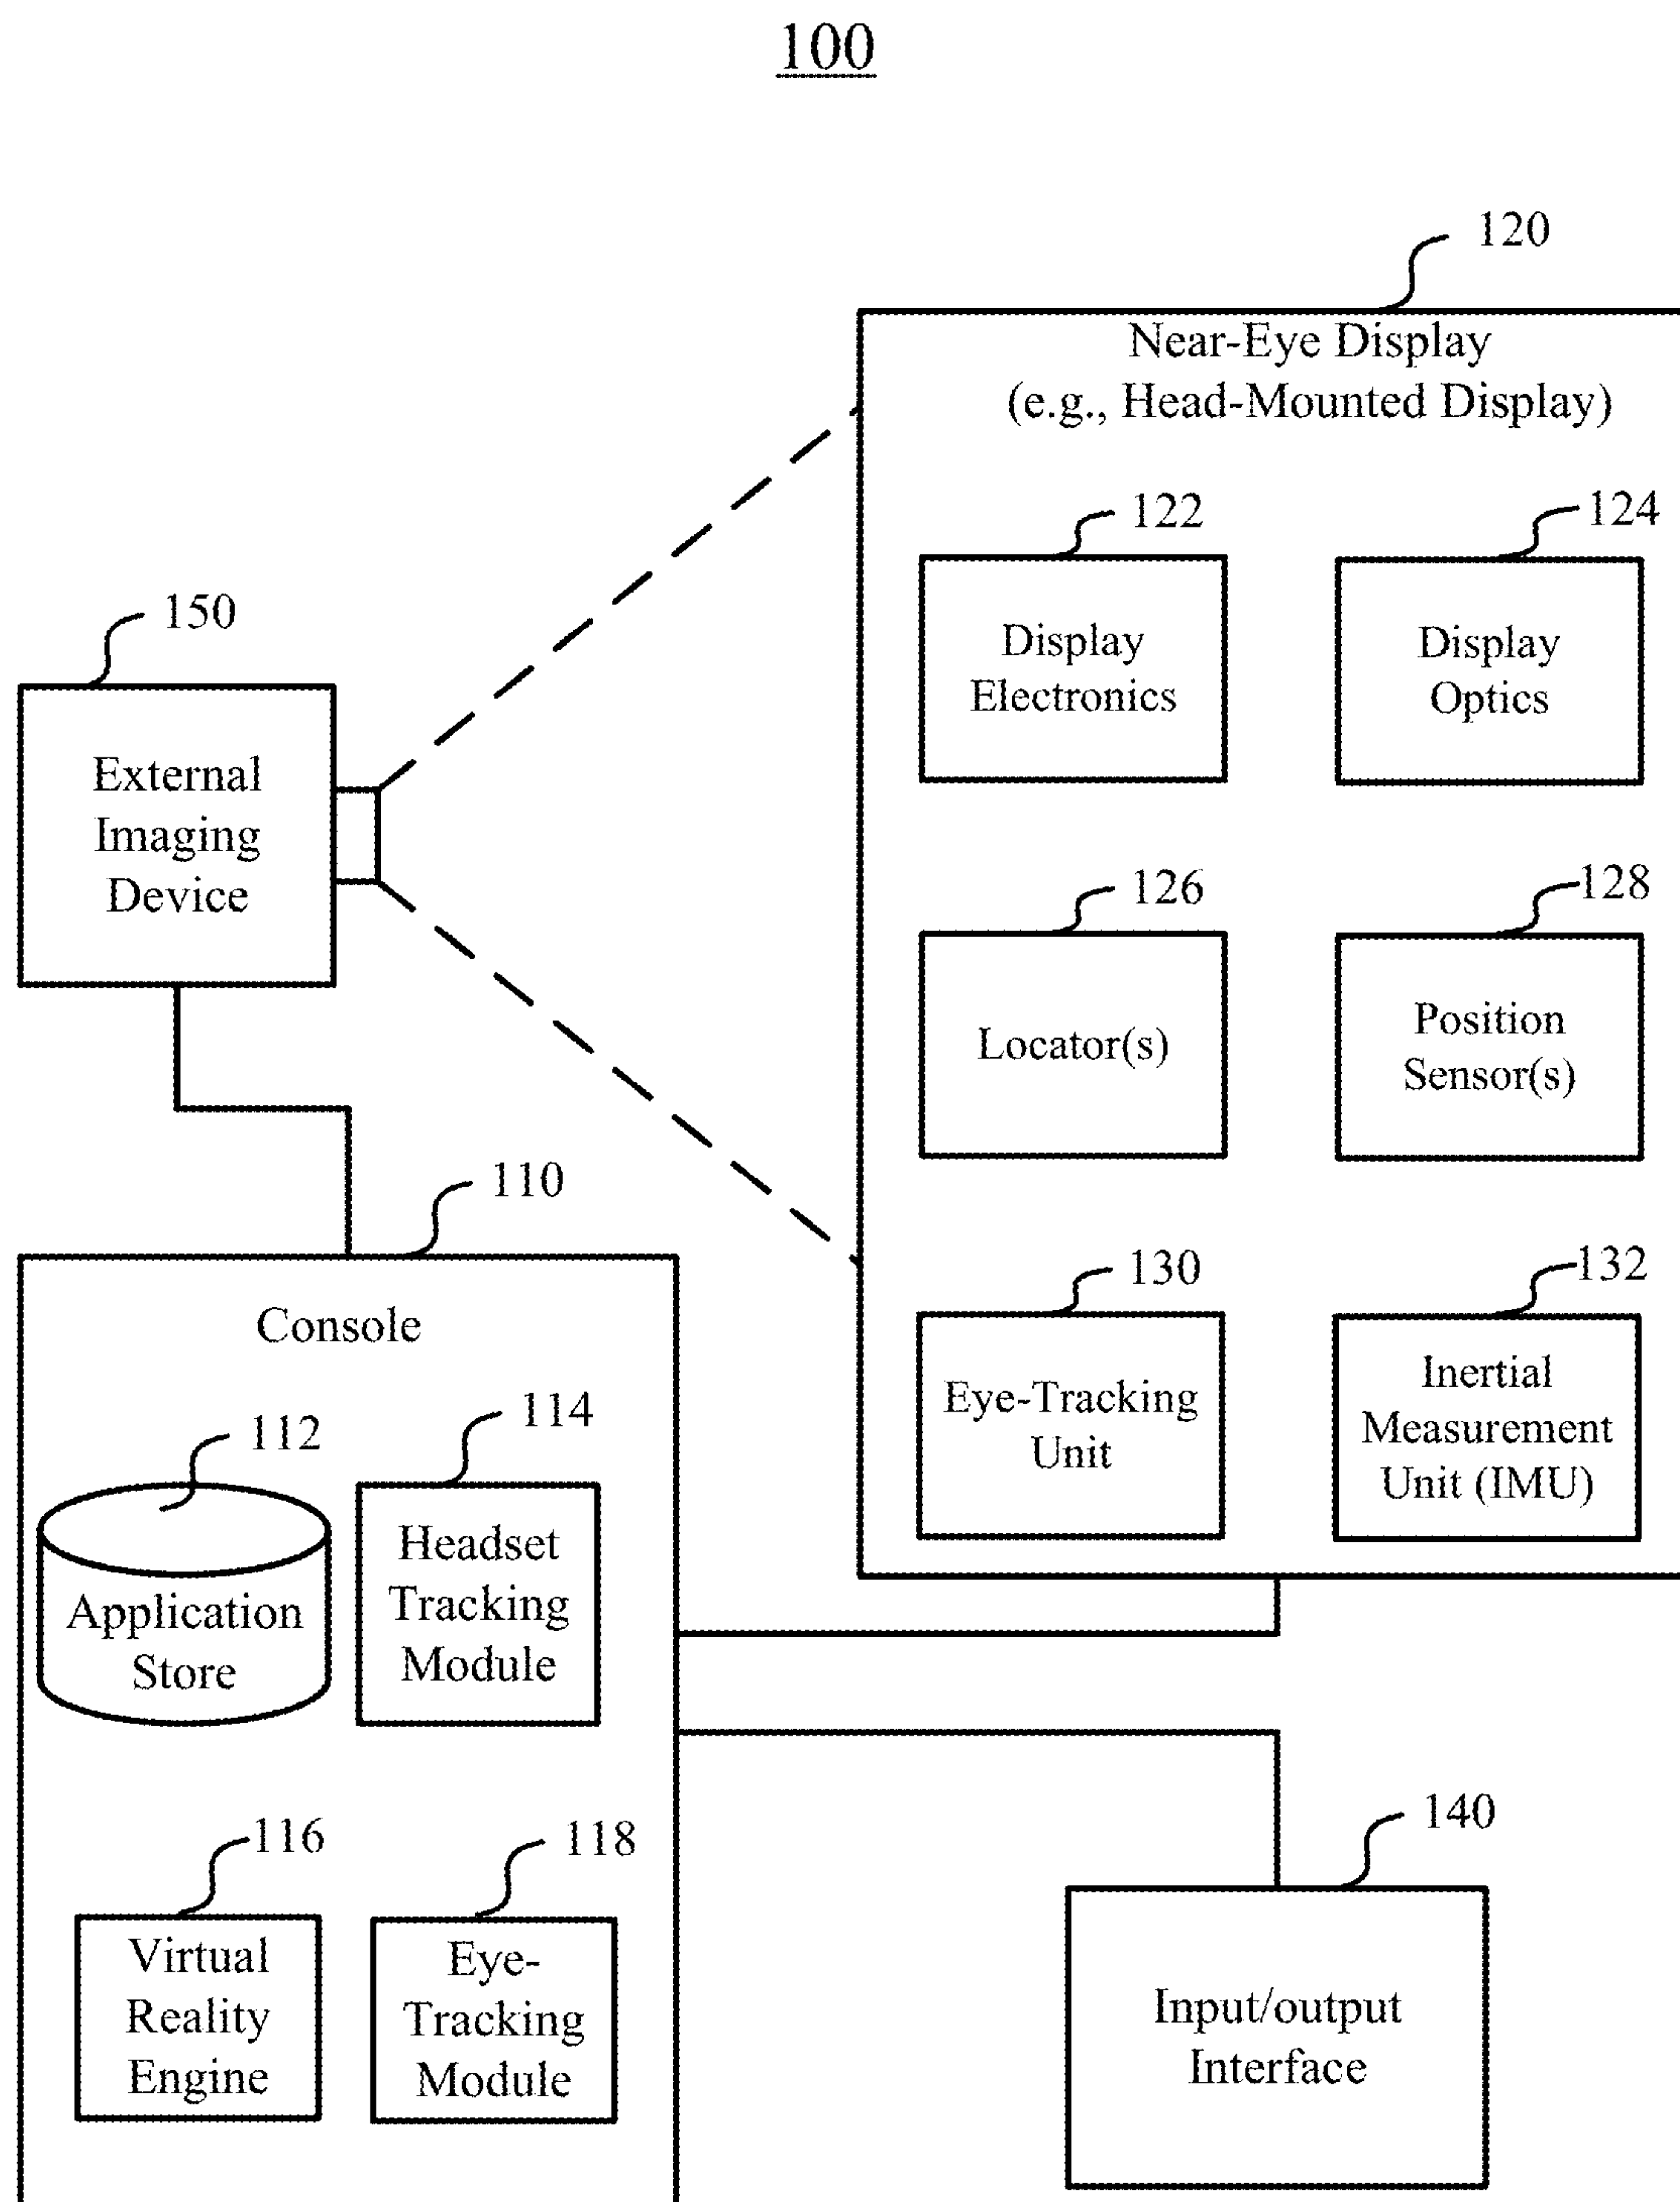 100
120
Near-Eye Display
(e.g., Head-Mounted Display)
122
124
Display
Electronics
Display
Optics
150
External
Imaging
Device
126
128
Locator(s)
Position
Sensor(s)
110
130
132
Console
Eye-Tracking
Unit
Inertial
Measurement
Unit (IMU)
112
114
Application
Store
Headset
Tracking
Module
116
118
140
Virtual
Reality
Engine
Eye-
Tracking
Module
Input/output
Interface